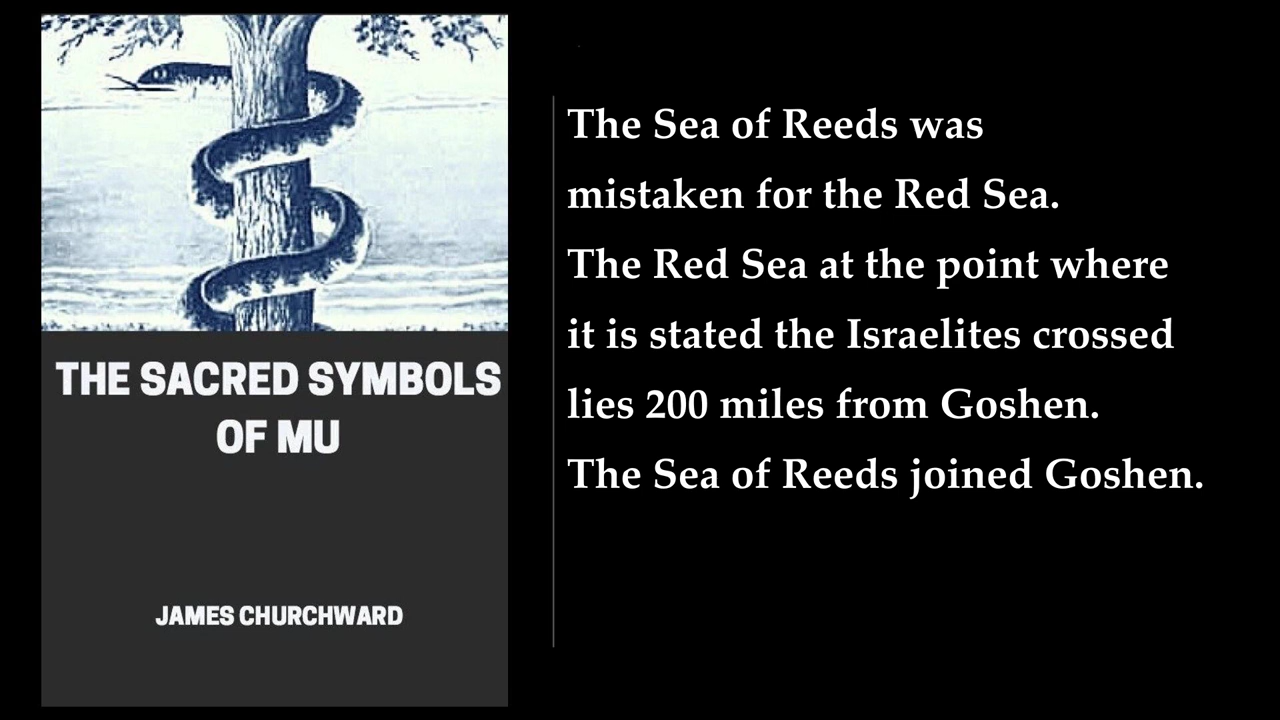 THE SACRED SYMBOLS
OF MU
JAMES CHURCHWARD
The Sea of Reeds was
mistaken for the Red Sea.
The Red Sea at the point where
it is stated the Israelites crossed
lies 200 miles from Goshen.
The Sea of Reeds joined Goshen.